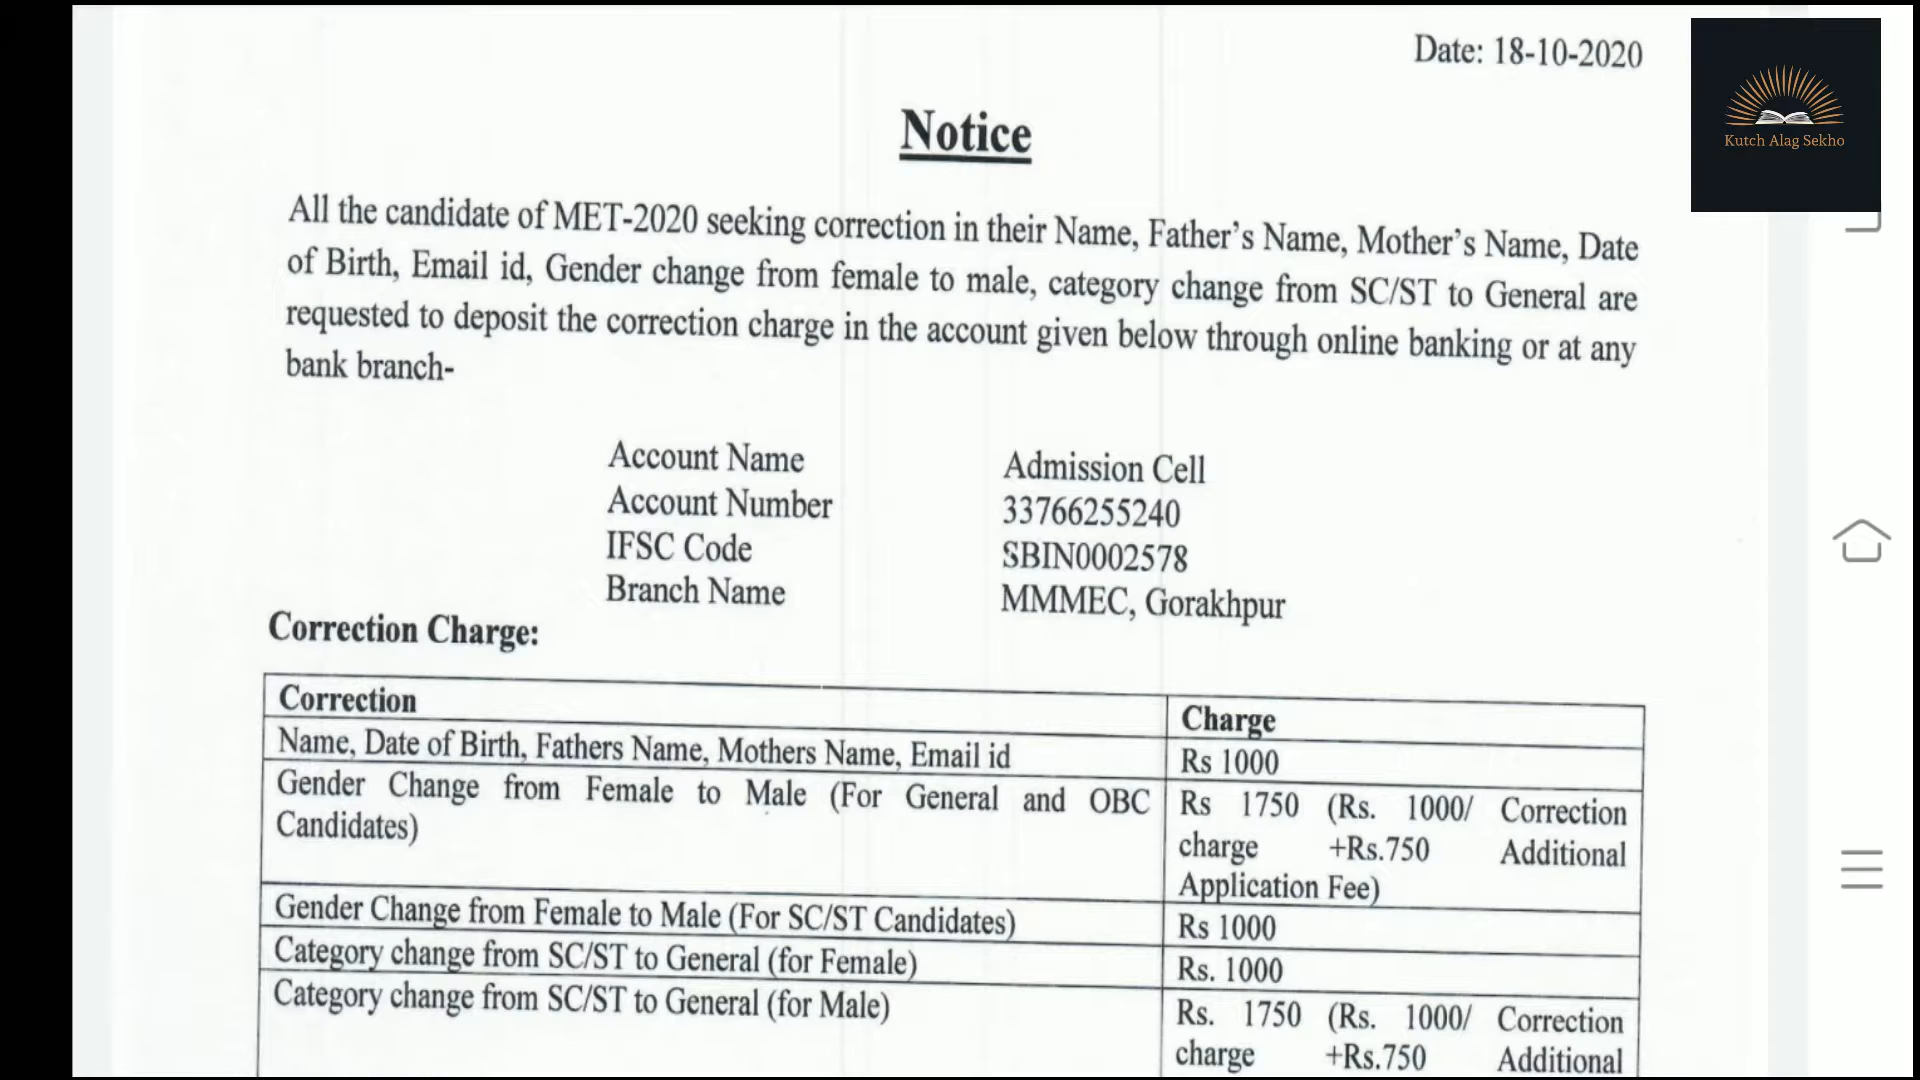 Date: 18-10-2020
Kutch Alag Sekho
Notice
All the candidate of MET-2020 seeking correction in their Name, Father's Name, Mother's Name, Date
of Birth, Email id, Gender change from female to male, category change from SC/ST to General are
requested to deposit the correction charge in the account given below through online banking or at any
bank branch-
Account Name Admission Cell
Account Number 33766255240
IFSC Code SBIN0002578
Branch Name MMMEC, Gorakhpur
Correction Charge:
Correction Charge
Name, Date of Birth, Fathers Name, Mothers Name, Email id Rs 1000
Gender Change from Female to Male (For General and OBC
Candidates)
Rs 1750 (Rs. 1000/ Correction
charge +Rs.750 Additional
Application Fee)
Gender Change from Female to Male (For SC/ST Candidates) Rs 1000
Category change from SC/ST to General (for Female) Rs. 1000
Category change from SC/ST to General (for Male)
Rs. 1750 (Rs. 1000/ Correction
charge +Rs.750 Additional